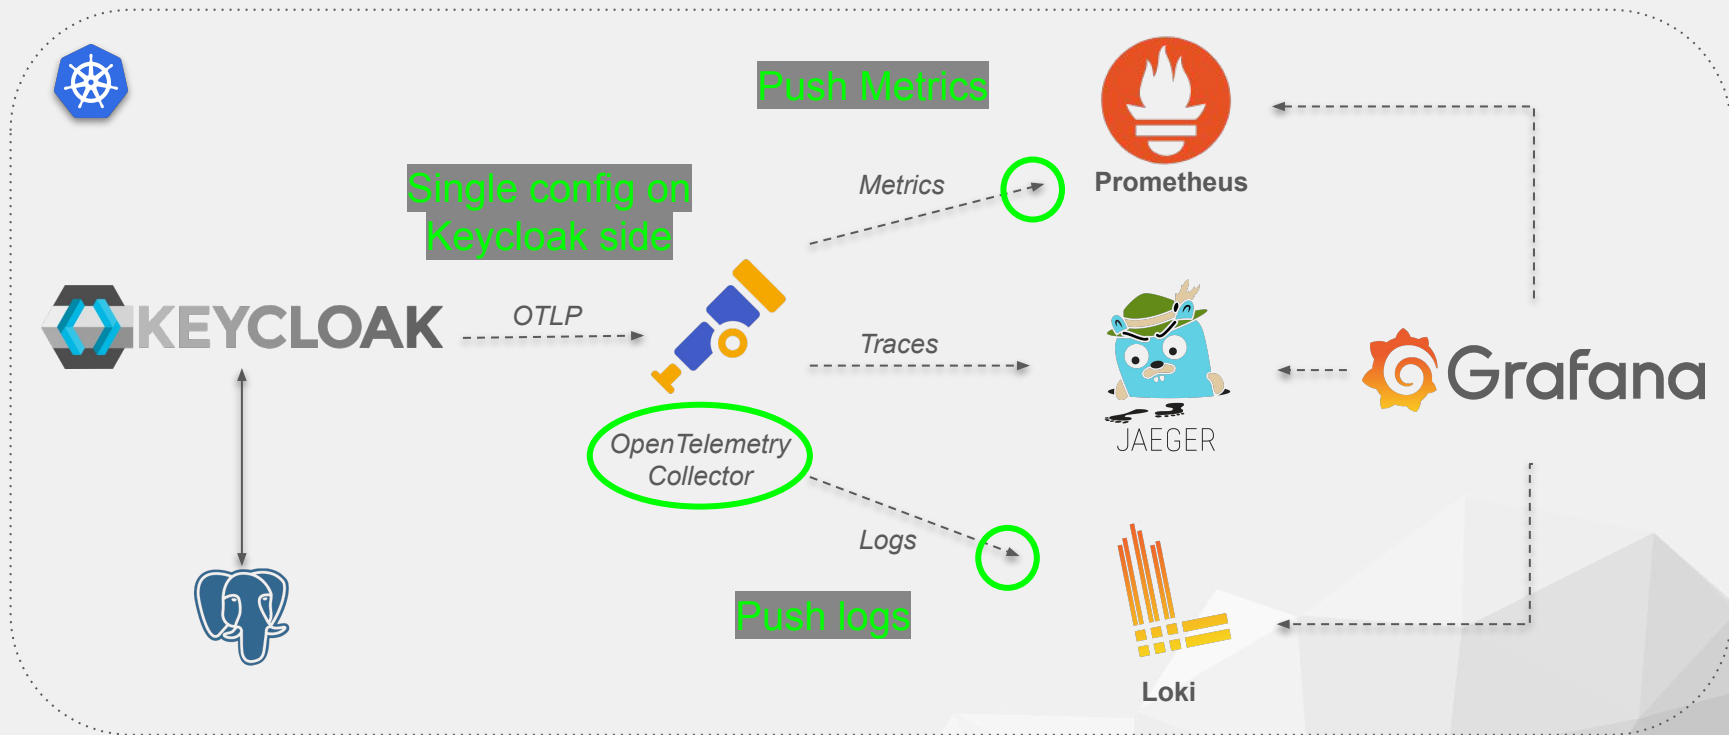 Push Metrics
Single config on
Keycloak side
Metrics
Prometheus
KEYCLOAK
OTLP
Traces
JAEGER
Grafana
OpenTelemetry
Collector
Logs
Push logs
Loki